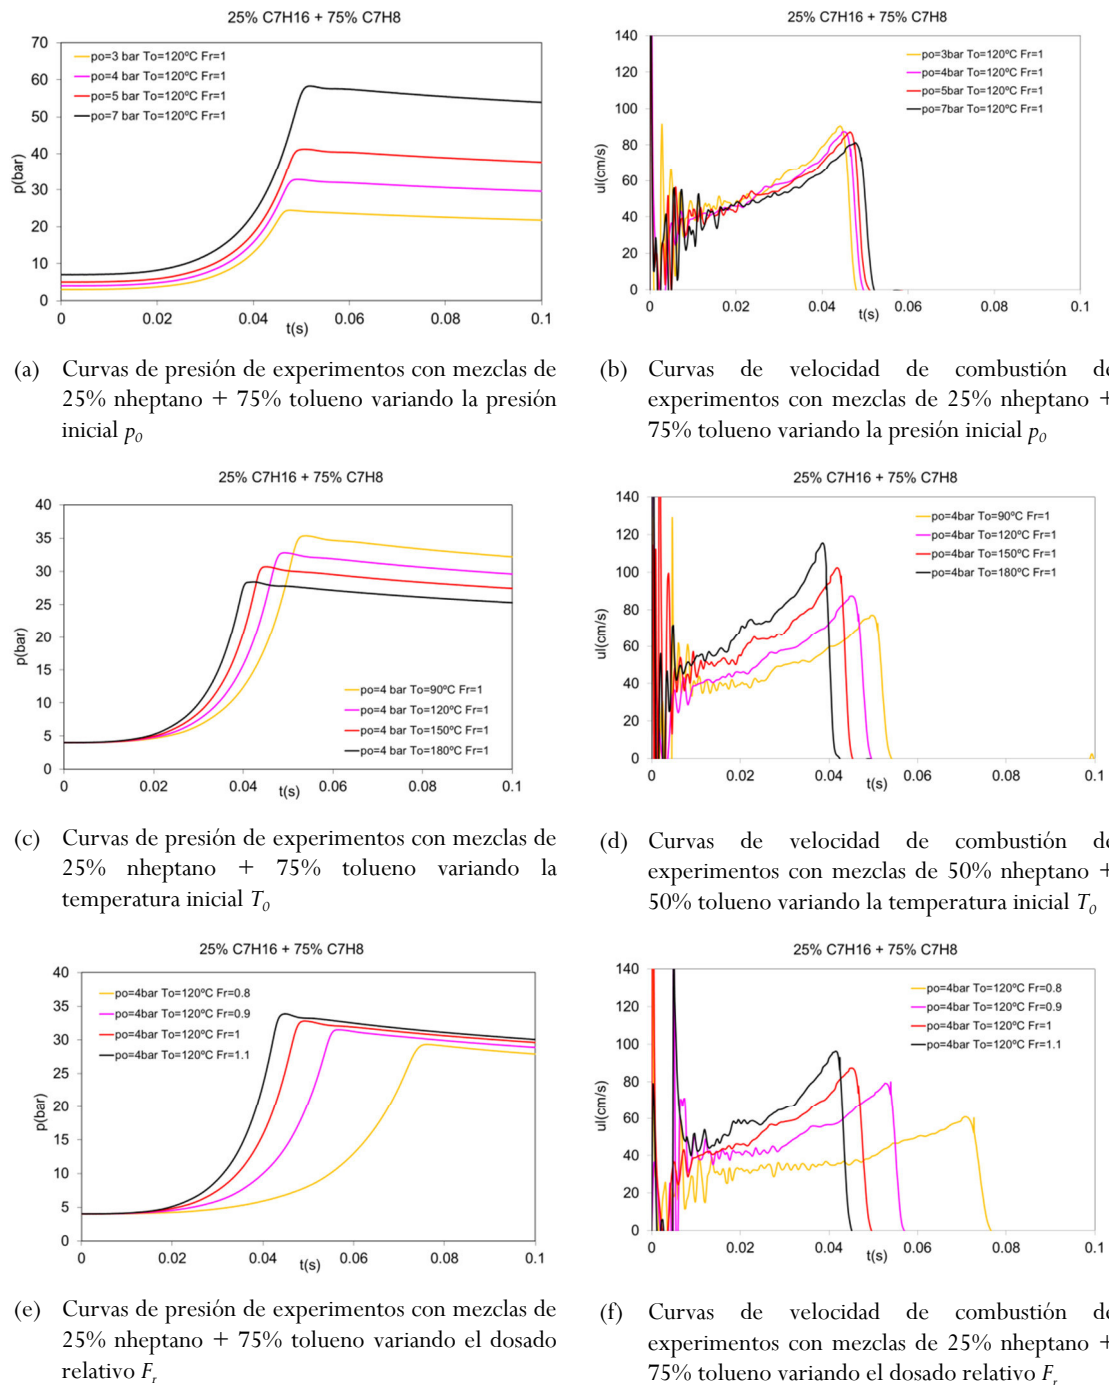 25% C7H16 + 75% C7H8
70
60
50
40
30
20
10
0
p(bar)
po=3 bar To=120ºC Fr=1
po=4 bar To=120ºC Fr=1
po=5 bar To=120ºC Fr=1
po=7 bar To=120ºC Fr=1
0 0.02 0.04 0.06 0.08 0.1
t(s)
25% C7H16 + 75% C7H8
140
120
100
80
60
40
20
0
ul(cm/s)
po=3bar To=120ºC Fr=1
po=4bar To=120ºC Fr=1
po=5bar To=120ºC Fr=1
po=7bar To=120ºC Fr=1
0 0.02 0.04 0.06 0.08 0.1
t(s)
(a) Curvas de presión de experimentos con mezclas de
25% nheptano + 75% tolueno variando la presión
inicial p0
(b) Curvas de velocidad de combustión de
experimentos con mezclas de 25% nheptano +
75% tolueno variando la presión inicial p0
25% C7H16 + 75% C7H8
40
35
30
25
20
15
10
5
0
p(bar)
po=4 bar To=90ºC Fr=1
po=4 bar To=120ºC Fr=1
po=4 bar To=150ºC Fr=1
po=4 bar To=180ºC Fr=1
0 0.02 0.04 0.06 0.08 0.1
t(s)
25% C7H16 + 75% C7H8
140
120
100
80
60
40
20
0
ul(cm/s)
po=4bar To=90ºC Fr=1
po=4bar To=120ºC Fr=1
po=4bar To=150ºC Fr=1
po=4bar To=180ºC Fr=1
0 0.02 0.04 0.06 0.08 0.1
t(s)
(c) Curvas de presión de experimentos con mezclas de
25% nheptano + 75% tolueno variando la
temperatura inicial T0
(d) Curvas de velocidad de combustión de
experimentos con mezclas de 50% nheptano +
50% tolueno variando la temperatura inicial T0
25% C7H16 + 75% C7H8
40
35
30
25
20
15
10
5
0
p(bar)
po=4bar To=120ºC Fr=0.8
po=4bar To=120ºC Fr=0.9
po=4bar To=120ºC Fr=1
po=4bar To=120ºC Fr=1.1
0 0.02 0.04 0.06 0.08 0.1
t(s)
25% C7H16 + 75% C7H8
140
120
100
80
60
40
20
0
ul(cm/s)
po=4bar To=120ºC Fr=0.8
po=4bar To=120ºC Fr=0.9
po=4bar To=120ºC Fr=1
po=4bar To=120ºC Fr=1.1
0 0.02 0.04 0.06 0.08 0.1
t(s)
(e) Curvas de presión de experimentos con mezclas de
25% nheptano + 75% tolueno variando el dosado
relativo Fr
(f) Curvas de velocidad de combustión de
experimentos con mezclas de 25% nheptano +
75% tolueno variando el dosado relativo Fr